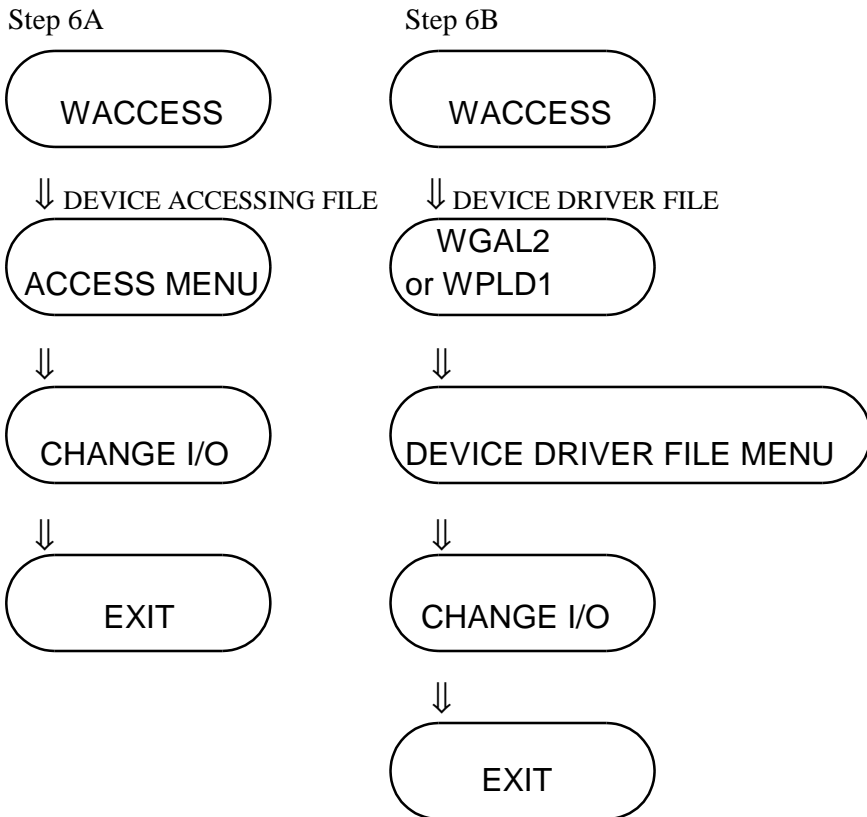 Step 6A
WACCESS
⇓ DEVICE ACCESSING FILE
ACCESS MENU
⇓
CHANGE I/O
⇓
EXIT
Step 6B
WACCESS
⇓ DEVICE DRIVER FILE
WGAL2
or WPLD1
⇓
DEVICE DRIVER FILE MENU
⇓
CHANGE I/O
⇓
EXIT